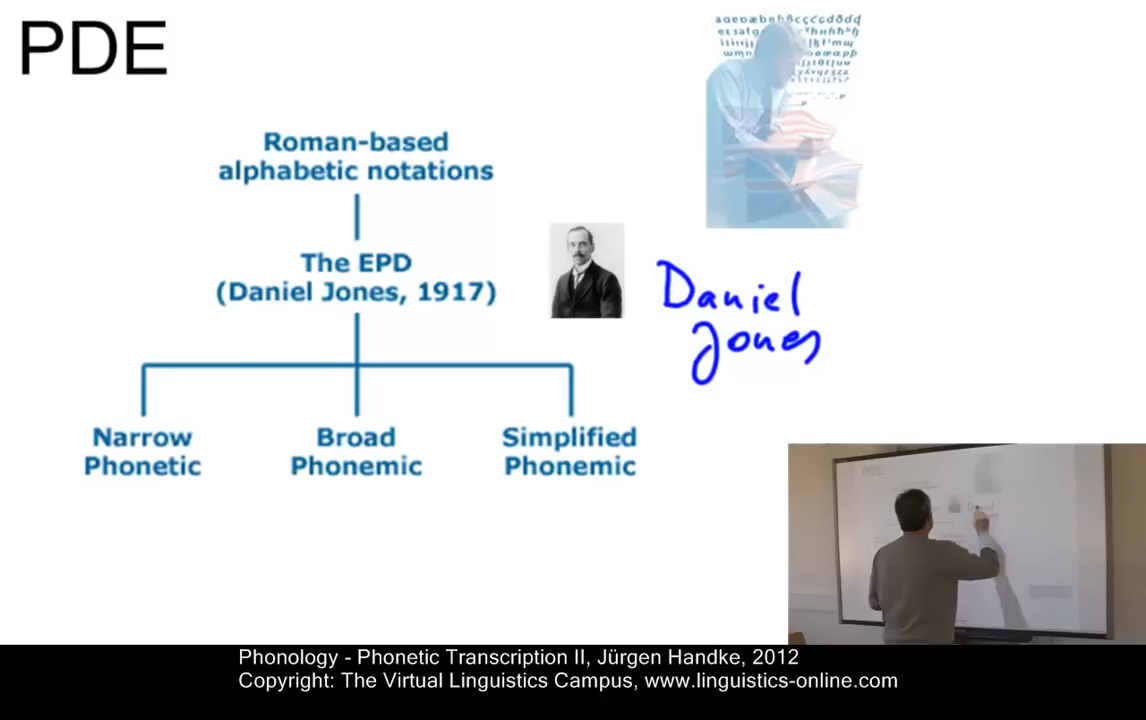 PDE
Roman-based
alphabetic notations
The EPD
(Daniel Jones, 1917)
Daniel
Jones
Narrow
Phonetic
Broad
Phonemic
Simplified
Phonemic
PDE
Phonology - Phonetic Transcription II, Jürgen Handke, 2012
Copyright: The Virtual Linguistics Campus, www.linguistics-online.com